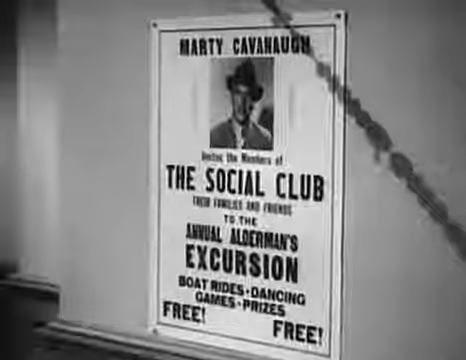 MARTY CAVANAUGH
Invites the Members of
THE SOCIAL CLUB
THEIR FAMILIES AND FRIENDS
TO THE
ANNUAL ALDERMAN'S
EXCURSION
BOAT RIDES · DANCING
GAMES · PRIZES
FREE!
FREE!